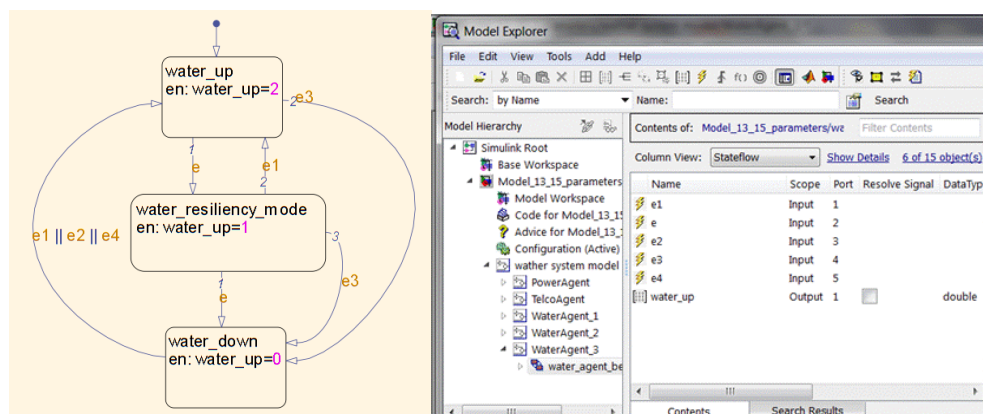 water_up
en: water_up=2
2
e3
1
e
e1
2
water_resiliency_mode
en: water_up=1
3
e1 || e2 || e4
e3
1
e
water_down
en: water_up=0
Model Explorer
File Edit View Tools Add Help
Search: by Name Name: Search
Model Hierarchy
Simulink Root
Base Workspace
Model_13_15_parameters
Model Workspace
Code for Model_13_15
Advice for Model_13_
Configuration (Active)
wather system model
PowerAgent
TelcoAgent
WaterAgent_1
WaterAgent_2
WaterAgent_3
water_agent_be
Contents of: Model_13_15_parameters/wa Filter Contents
Column View: Stateflow Show Details 6 of 15 object(s)
Name Scope Port Resolve Signal DataTyp
e1 Input 1
e Input 2
e2 Input 3
e3 Input 4
e4 Input 5
water_up Output 1 double
Contents Search Results